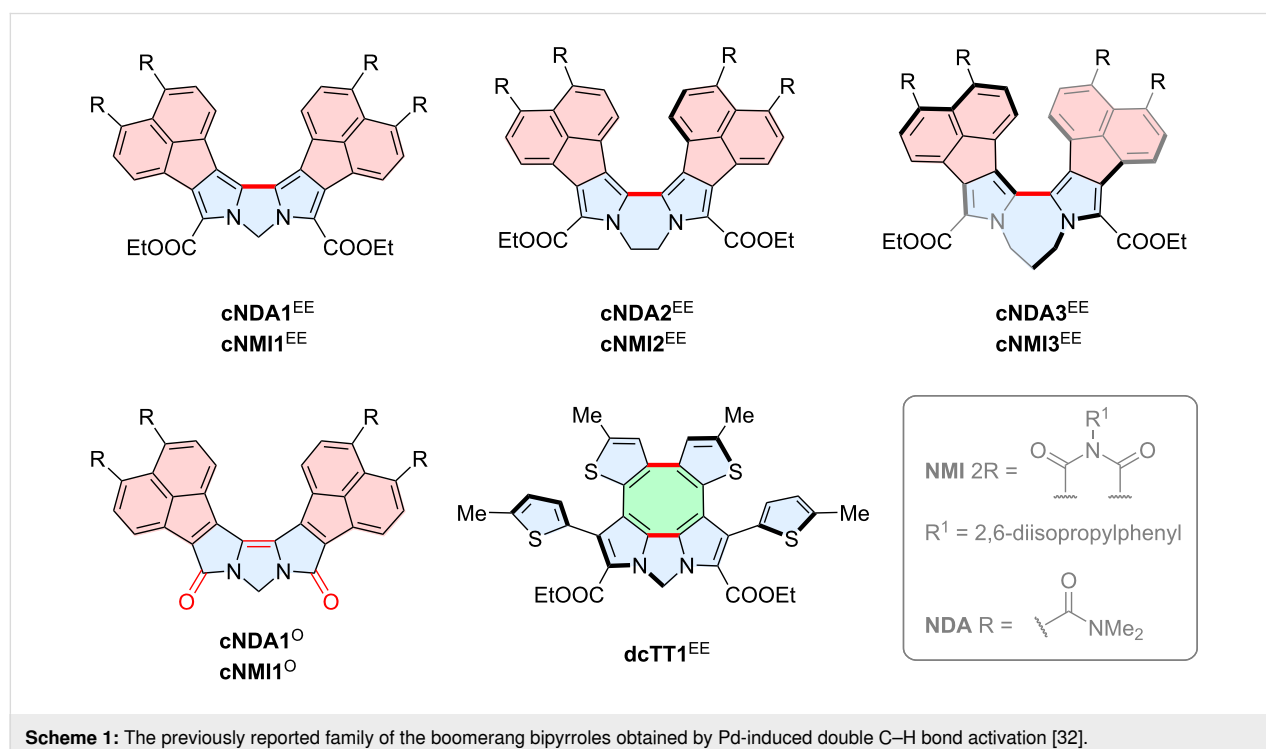 R R R R
R R R R
R R R R
N N
N N
N N
EtOOC COOEt
EtOOC COOEt
EtOOC COOEt
cNDA1EE
cNMI1EE
cNDA2EE
cNMI2EE
cNDA3EE
cNMI3EE
R R R R
N N
O O
cNDA1O
cNMI1O
Me Me
S S
Me S S Me
N N
EtOOC COOEt
dcTT1EE
R1
O N O
NMI 2R =
R1 = 2,6-diisopropylphenyl
O
NDA R = NMe2
Scheme 1: The previously reported family of the boomerang bipyrroles obtained by Pd-induced double C–H bond activation [32].